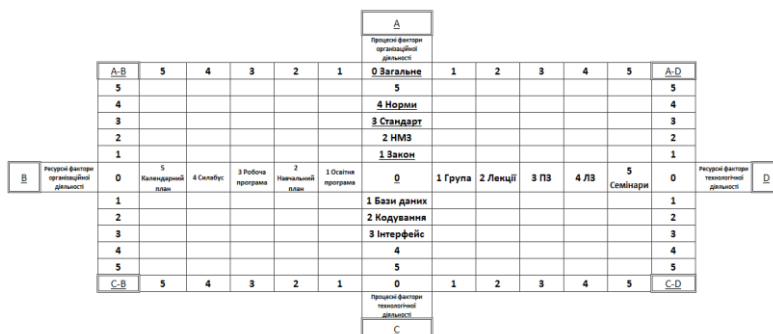 A
Процесні фактори
організаційної
діяльності
A-B 5 4 3 2 1 0 Загальне 1 2 3 4 5 A-D
5 5 5
4 4 Норми 4
3 3 Стандарт 3
2 2 НМЗ 2
1 1 Закон 1
B Ресурсні фактори організаційної діяльності 0 5 Календарний план 4 Силабус 3 Робоча програма 2 Навчальний план 1 Освітня програма 0 1 Група 2 Лекції 3 ПЗ 4 ЛЗ 5 Семінари 0 Ресурсні фактори технологічної діяльності D
1 1 Бази даних 1
2 2 Кодування 2
3 3 Інтерфейс 3
4 4 4
5 5 5
C-B 5 4 3 2 1 0 1 2 3 4 5 C-D
Процесні фактори
технологічної
діяльності
C